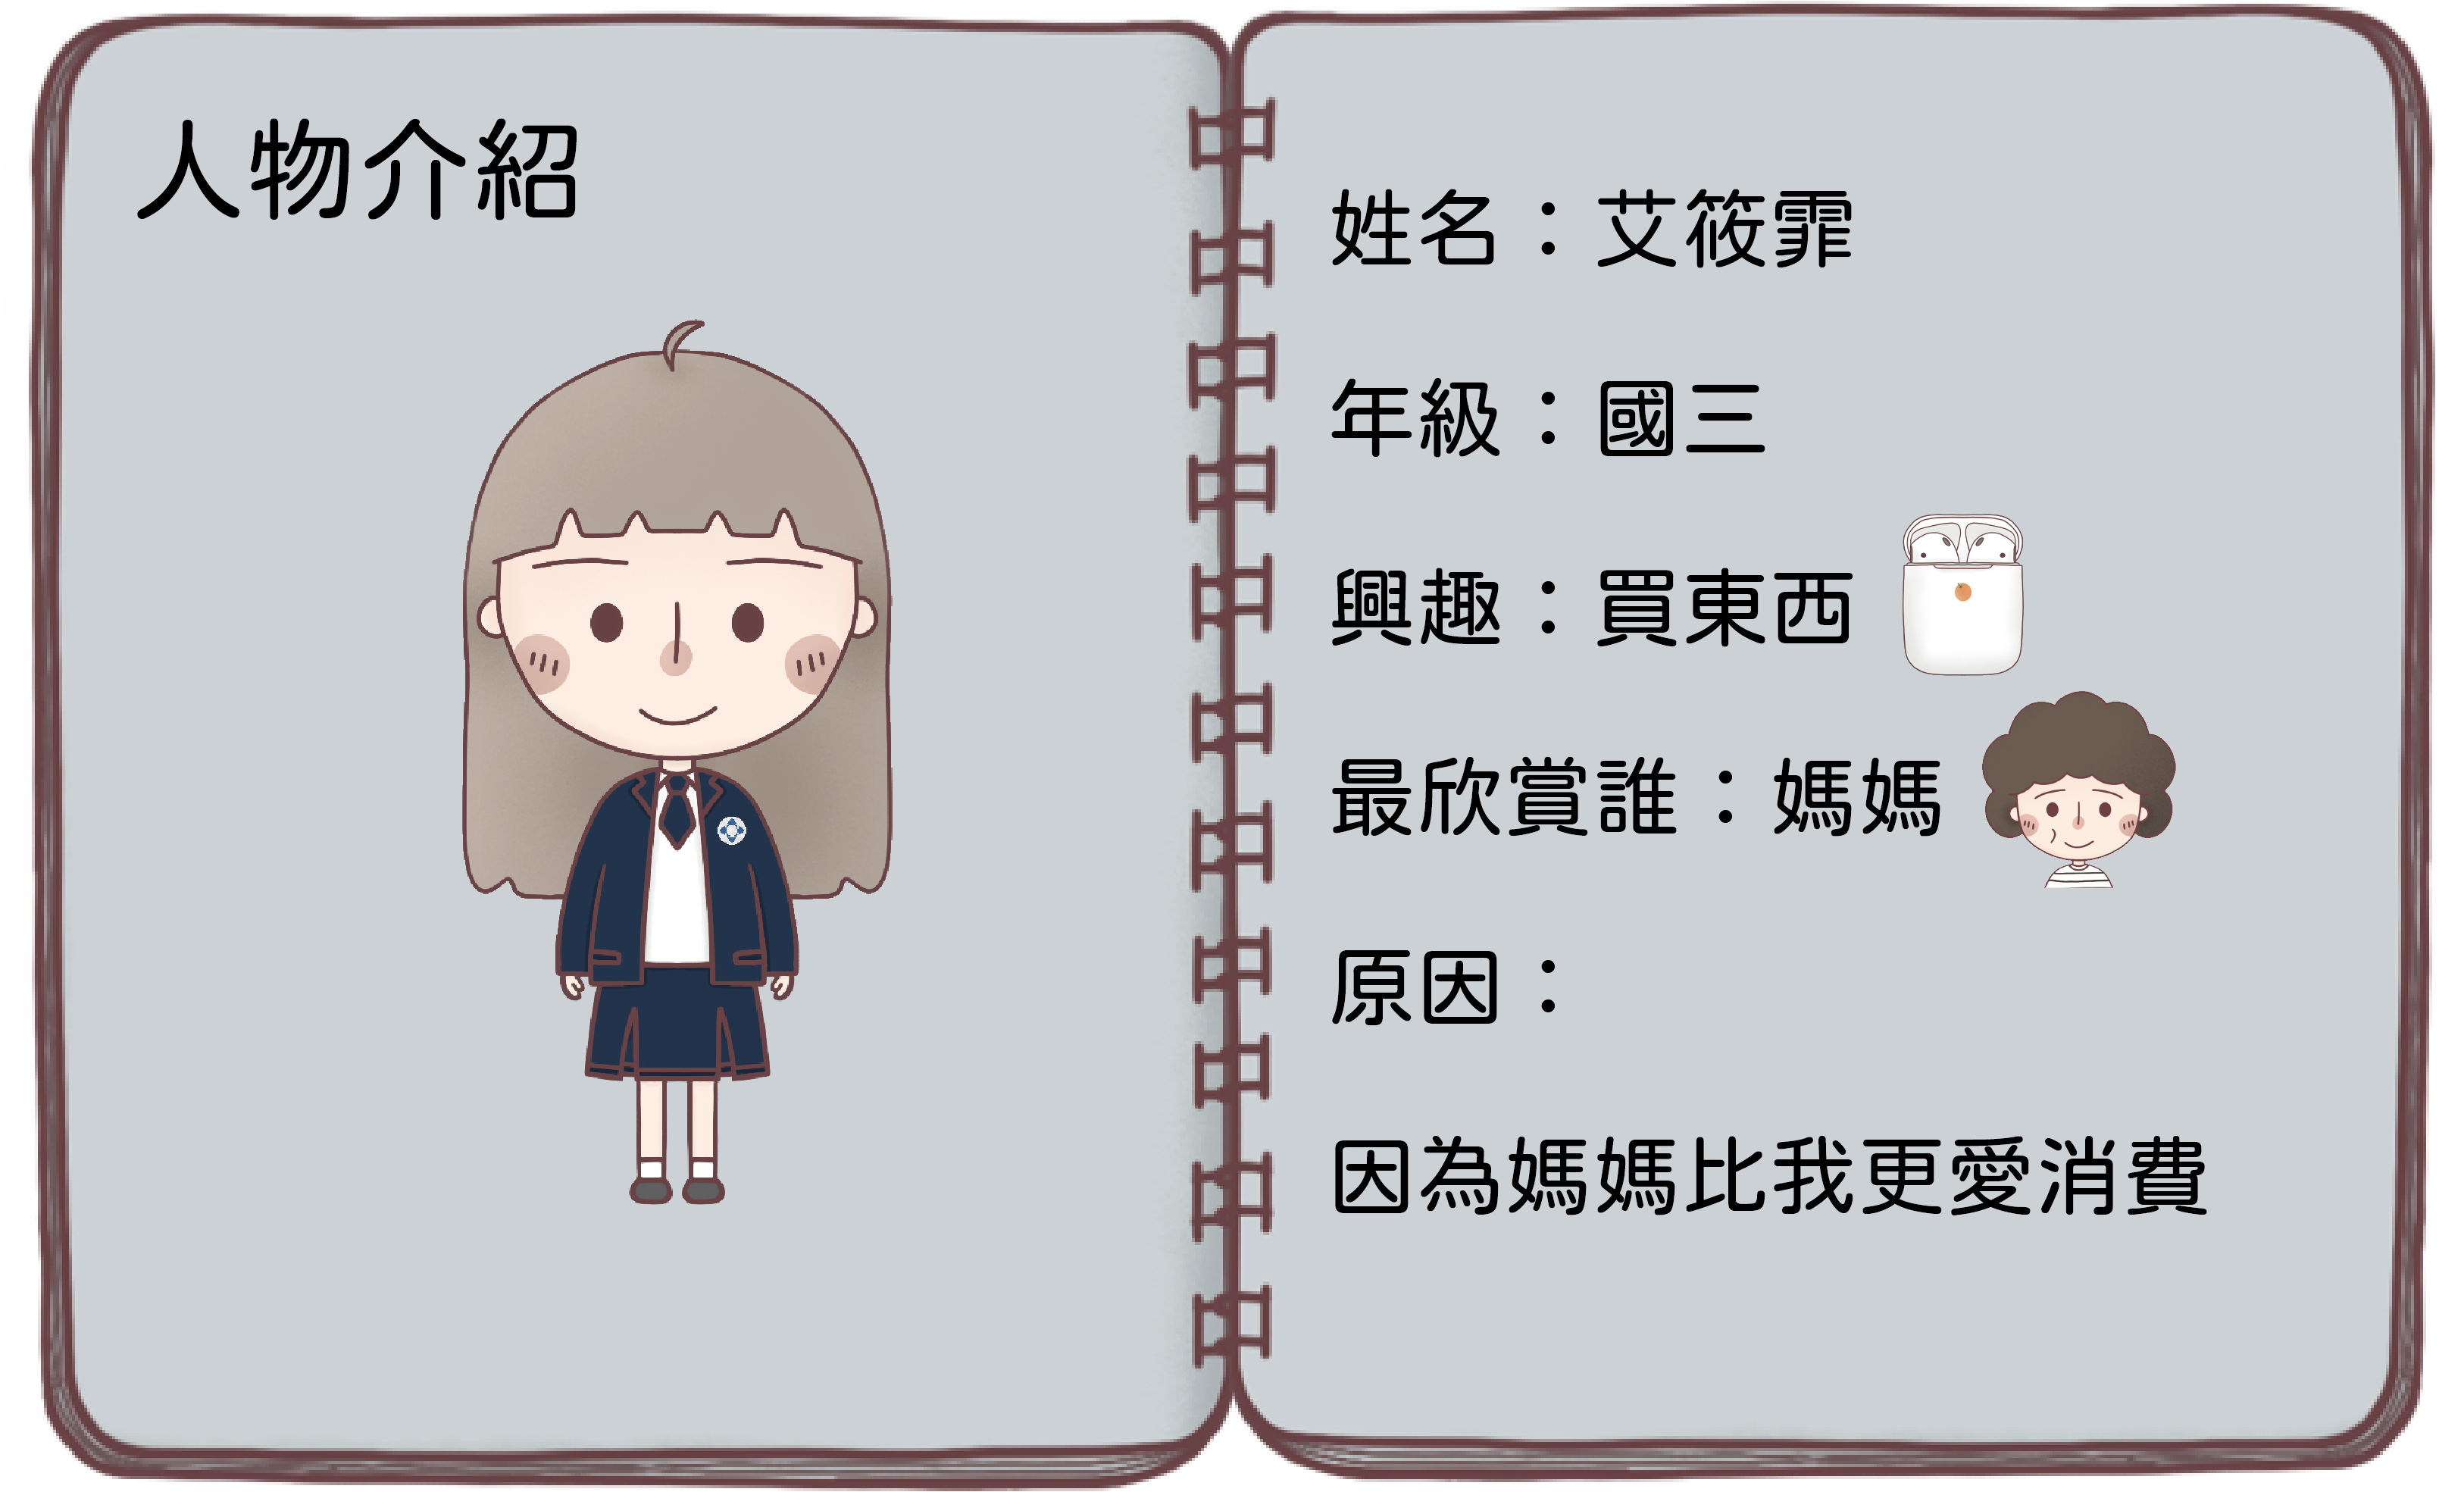 人物介紹
姓名：艾筱霏
年級：國三
興趣：買東西
最欣賞誰：媽媽
原因：
因為媽媽比我更愛消費